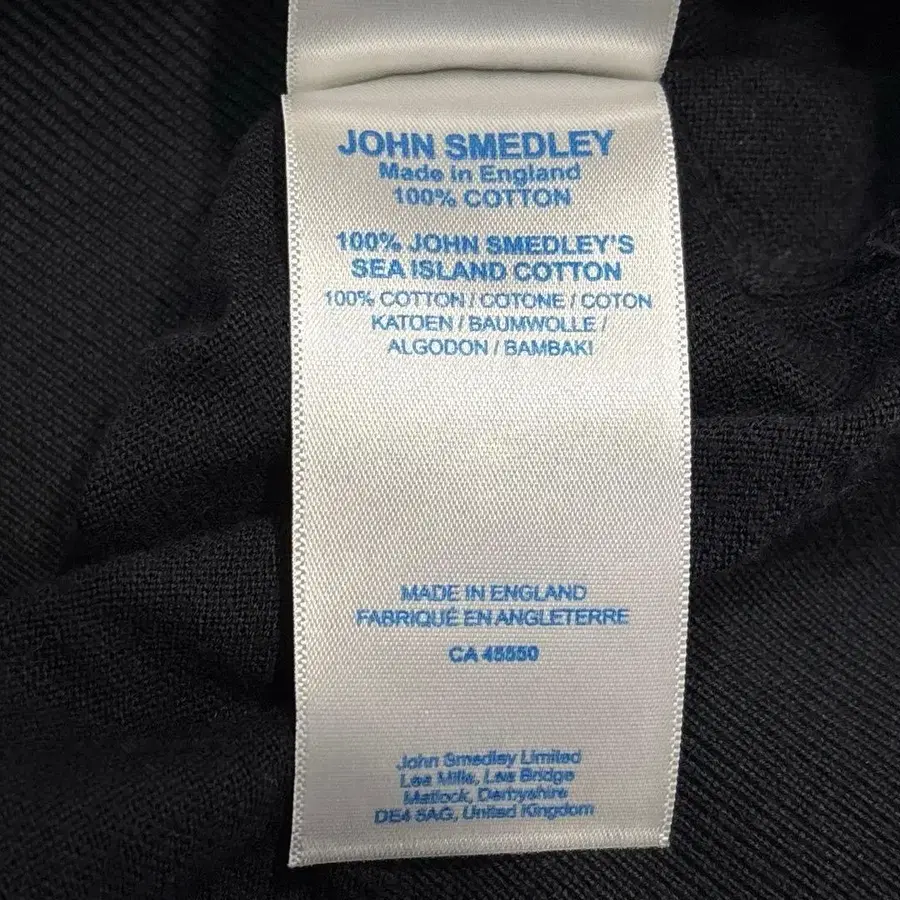 JOHN SMEDLEY
Made in England
100% COTTON
100% JOHN SMEDLEY'S
SEA ISLAND COTTON
100% COTTON / COTONE / COTON
KATOEN / BAUMWOLLE /
ALGODON / BAMBAKI
MADE IN ENGLAND
FABRIQUÉ EN ANGLETERRE
CA 45550
John Smedley Limited
Lea Mills, Lea Bridge
Matlock, Derbyshire
DE4 5AG, United Kingdom